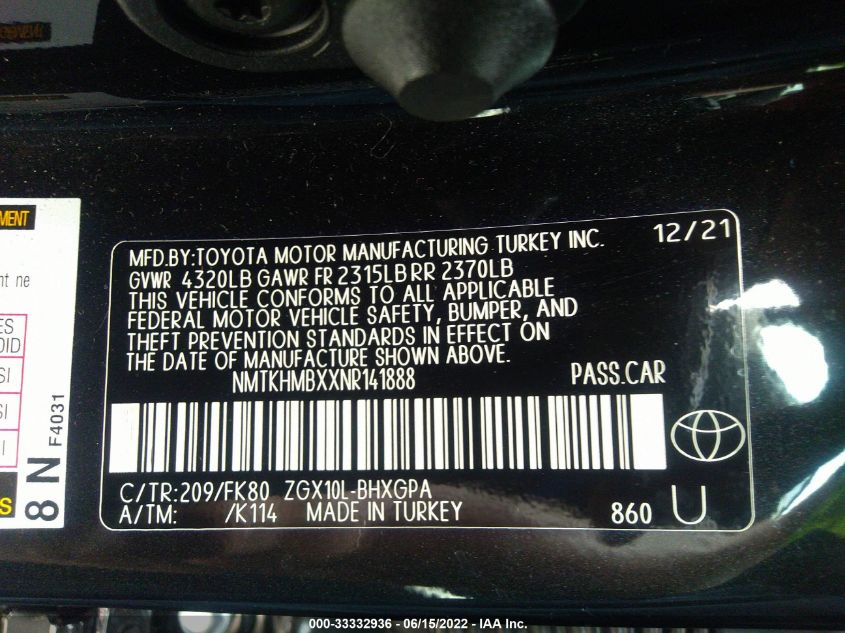 MFD.BY:TOYOTA MOTOR MANUFACTURING TURKEY INC. 12/21
GVWR 4320LB GAWR FR 2315LB RR 2370LB
THIS VEHICLE CONFORMS TO ALL APPLICABLE
FEDERAL MOTOR VEHICLE SAFETY, BUMPER, AND
THEFT PREVENTION STANDARDS IN EFFECT ON
THE DATE OF MANUFACTURE SHOWN ABOVE.
NMTKHMBXXNR141888 PASS.CAR
C/TR:209/FK80 ZGX10L-BHXGPA
A/TM: /K114 MADE IN TURKEY 860 U
8 N F4031
000-33332936 - 06/15/2022 - IAA Inc.